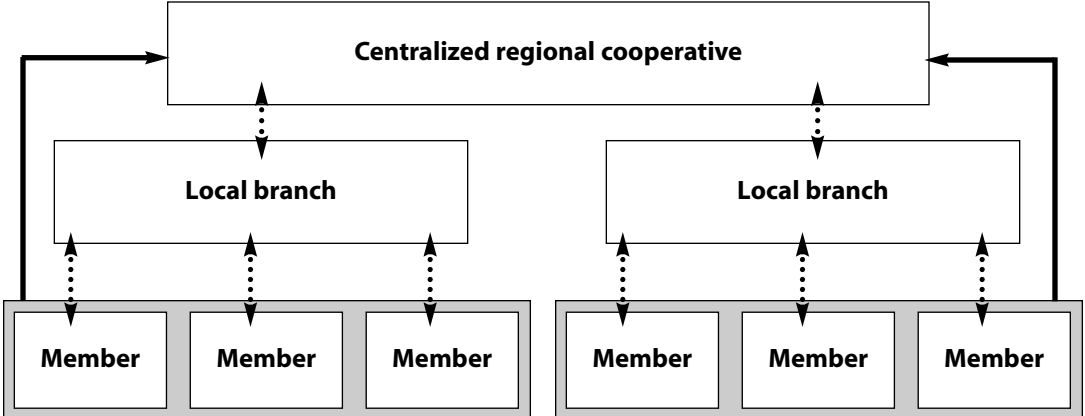 Centralized regional cooperative
Local branch
Local branch
Member
Member
Member
Member
Member
Member